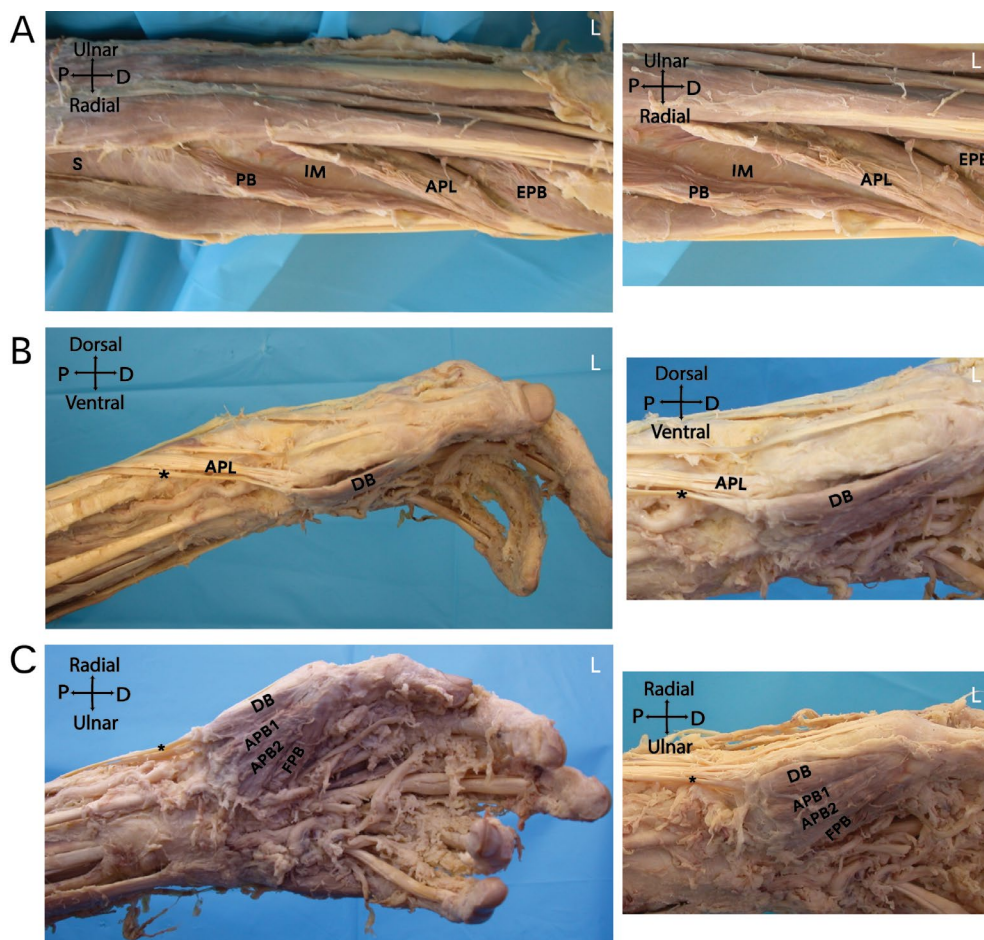 A
L
Ulnar
P D
Radial
S
PB
IM
APL
EPB
L
Ulnar
P D
Radial
PB
IM
APL
EPB
B
L
Dorsal
P D
Ventral
*
APL
DB
L
Dorsal
P D
Ventral
*
APL
DB
C
L
Radial
P D
Ulnar
*
DB
APB1
APB2
FPB
L
Radial
P D
Ulnar
*
DB
APB1
APB2
FPB